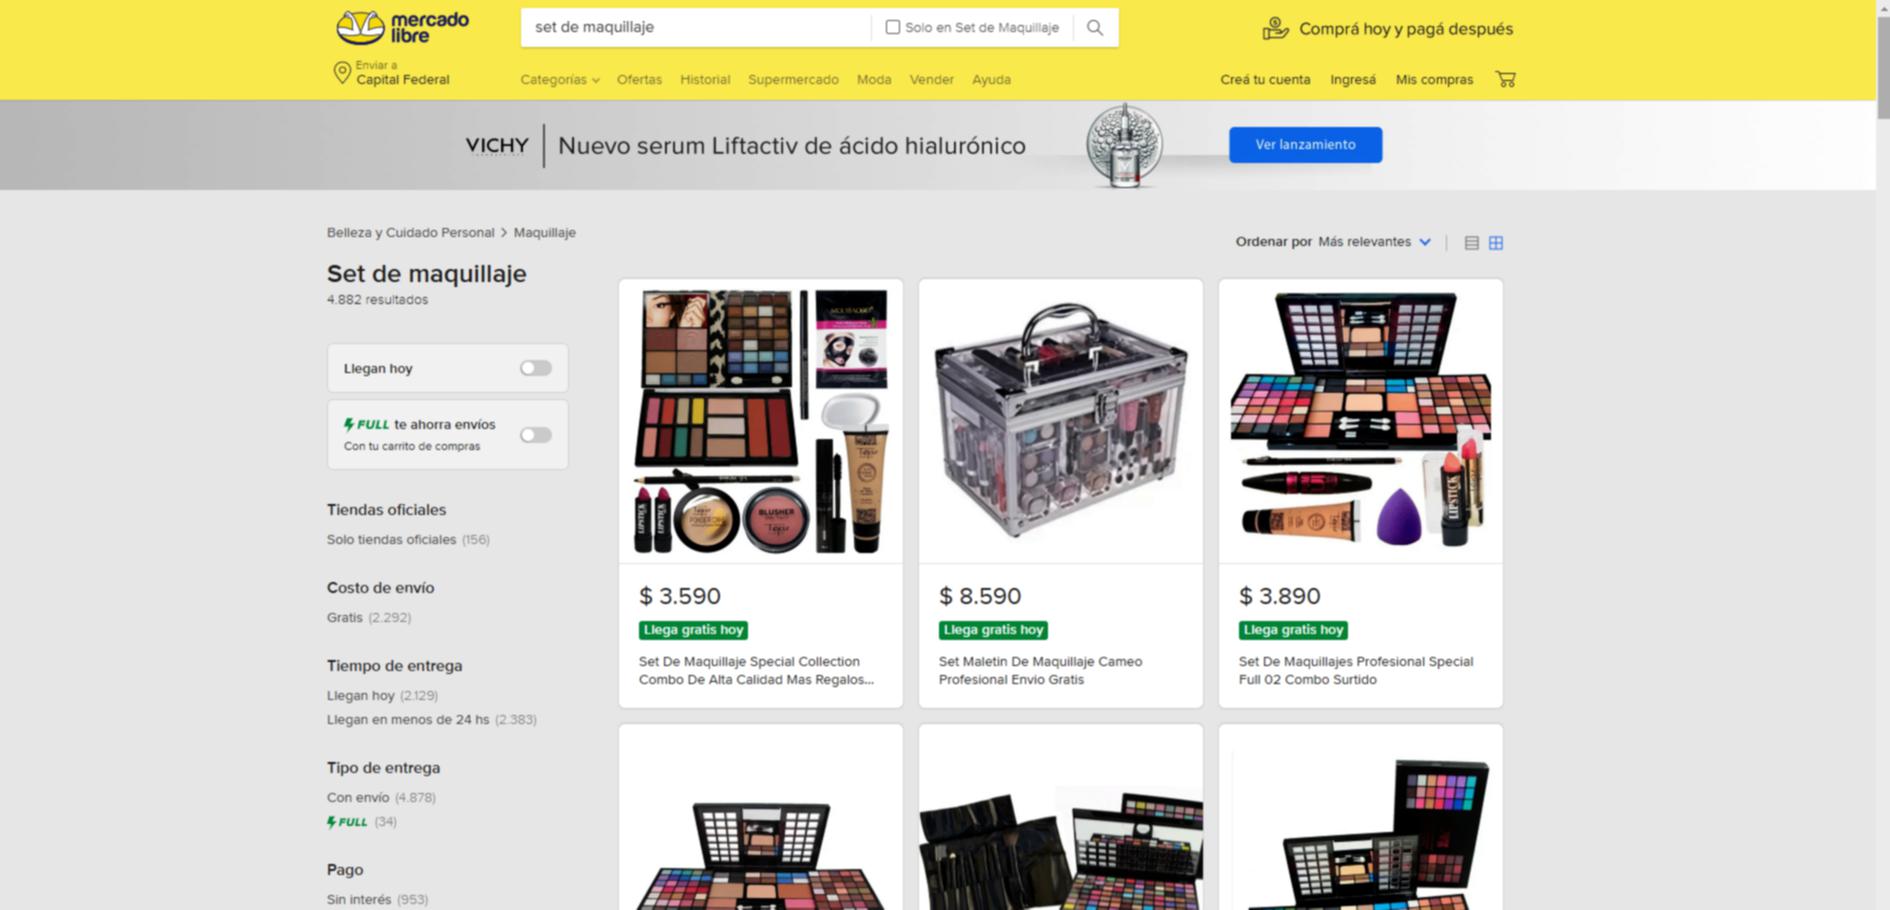 mercado
libre
set de maquillaje
Solo en Set de Maquillaje
Comprá hoy y pagá después
Enviar a
Capital Federal
Categorías
Ofertas
Historial
Supermercado
Moda
Vender
Ayuda
Creá tu cuenta
Ingresá
Mis compras
VICHY
Nuevo serum Liftactiv de ácido hialurónico
Ver lanzamiento
Belleza y Cuidado Personal > Maquillaje
Ordenar por Más relevantes
Set de maquillaje
4.882 resultados
Llegan hoy
FULL te ahorra envíos
Con tu carrito de compras
Tiendas oficiales
Solo tiendas oficiales (156)
Costo de envío
Gratis (2.292)
Tiempo de entrega
Llegan hoy (2.129)
Llegan en menos de 24 hs (2.383)
Tipo de entrega
Con envío (4.878)
FULL (34)
Pago
Sin interés (953)
LIPSTICK
LIPSTICK
BLUSHER
$ 3.590
Llega gratis hoy
Set De Maquillaje Special Collection
Combo De Alta Calidad Mas Regalos...
$ 8.590
Llega gratis hoy
Set Maletin De Maquillaje Cameo
Profesional Envio Gratis
LIPSTICK
$ 3.890
Llega gratis hoy
Set De Maquillajes Profesional Special
Full 02 Combo Surtido